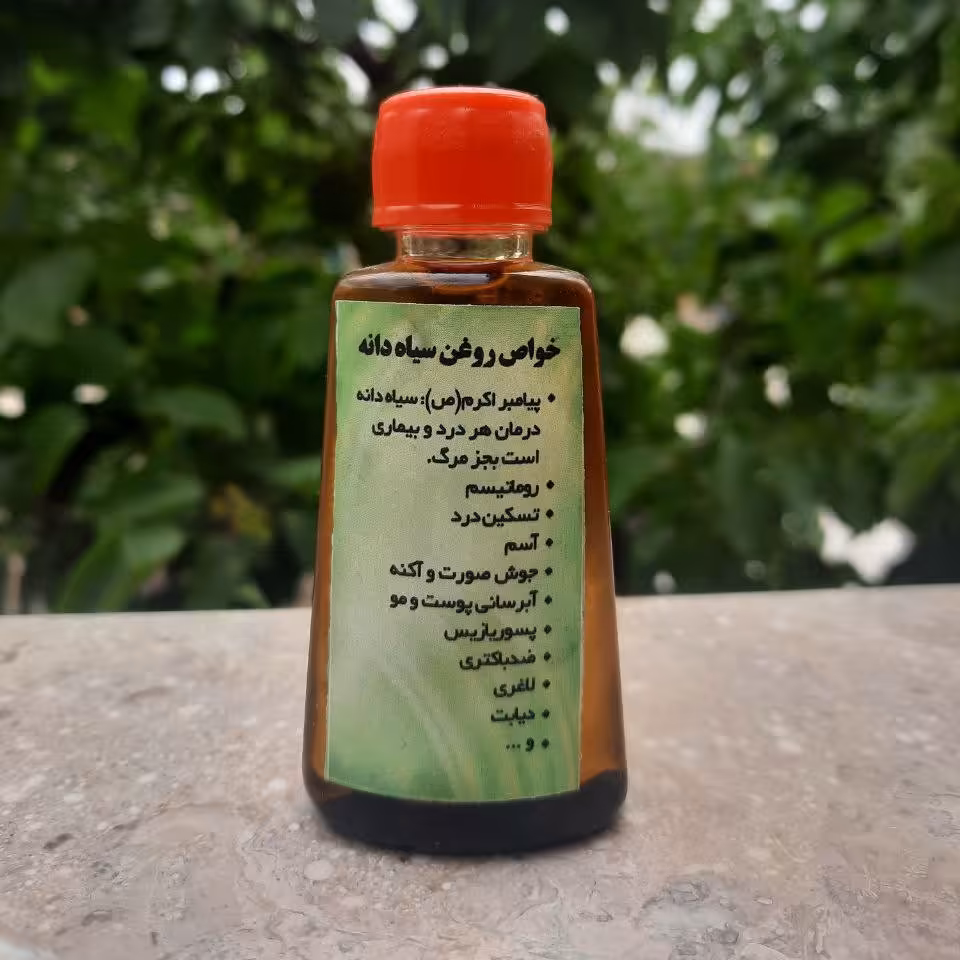 خواص روغن سیاه دانه
• پیامبر اکرم(ص): سیاه دانه
درمان هر درد و بیماری
است بجز مرگ.
• روماتیسم
• تسکین درد
• آسم
• جوش صورت و آکنه
• آبرسانی پوست و مو
• پسوریازیس
• ضدباکتری
• لاغری
• دیابت
• و ...